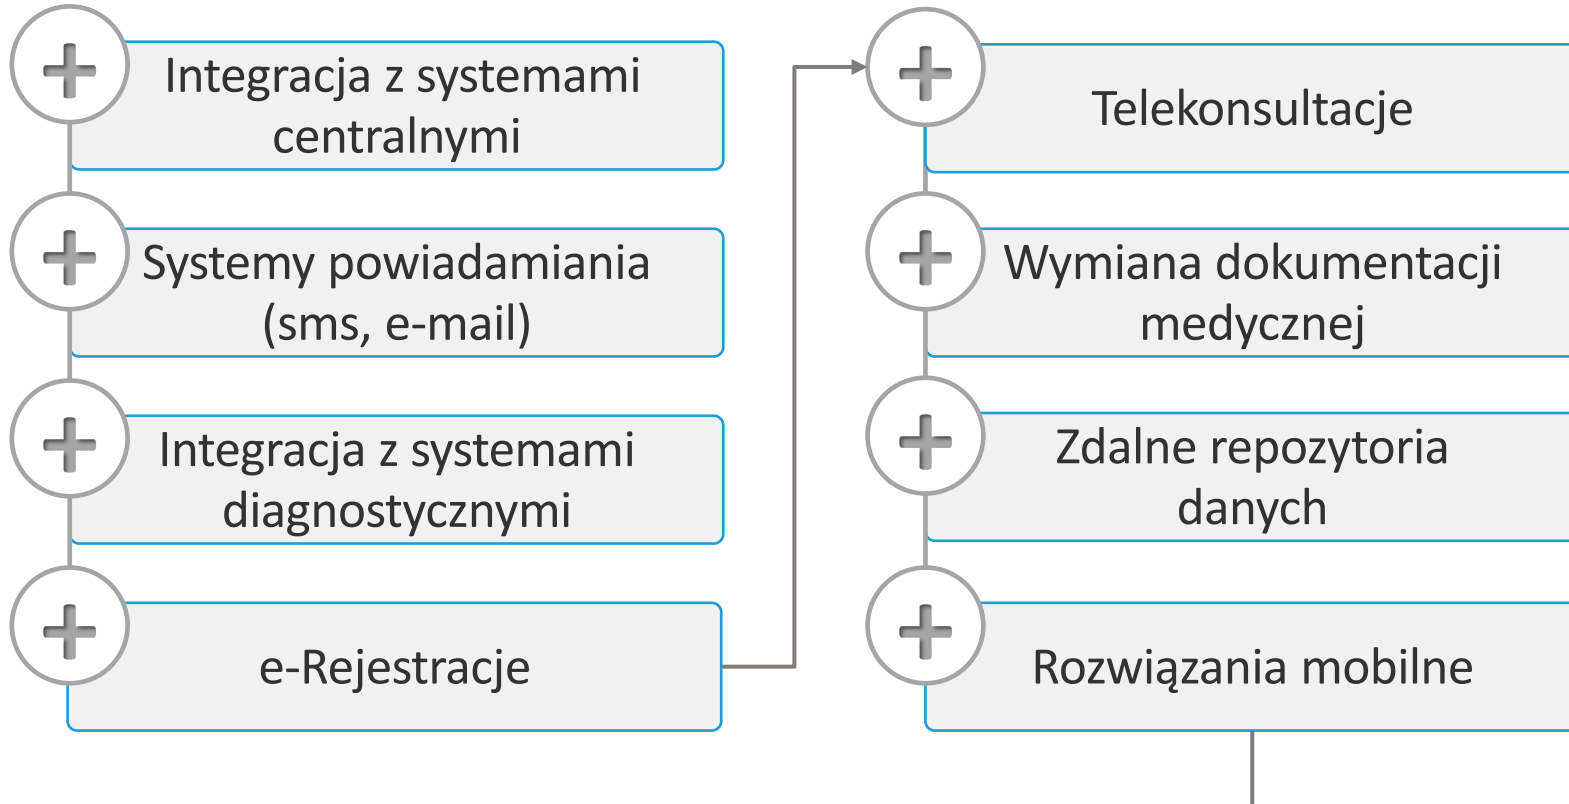 Integracja z systemami
centralnymi
Systemy powiadamiania
(sms, e-mail)
Integracja z systemami
diagnostycznymi
e-Rejestracje
Telekonsultacje
Wymiana dokumentacji
medycznej
Zdalne repozytoria
danych
Rozwiązania mobilne